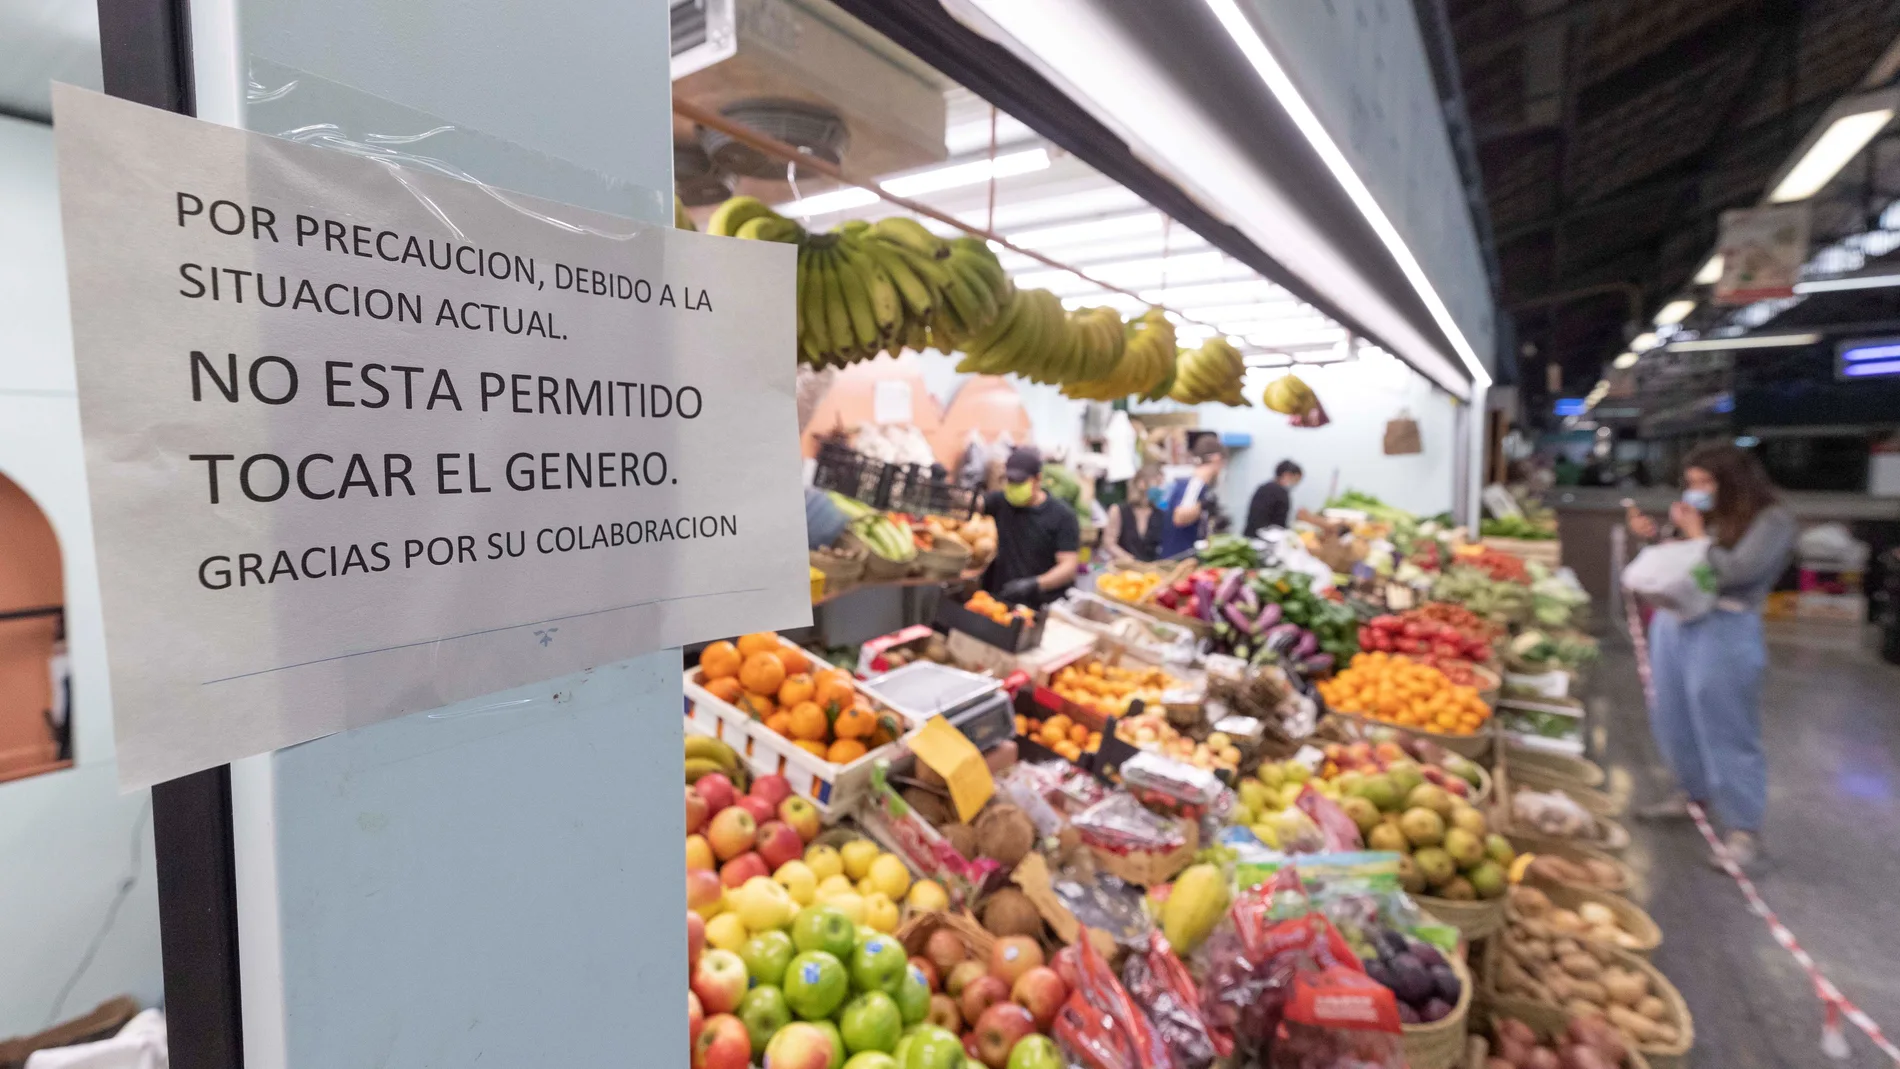 POR PRECAUCION, DEBIDO A LA
SITUACION ACTUAL.
NO ESTA PERMITIDO
TOCAR EL GENERO.
GRACIAS POR SU COLABORACION